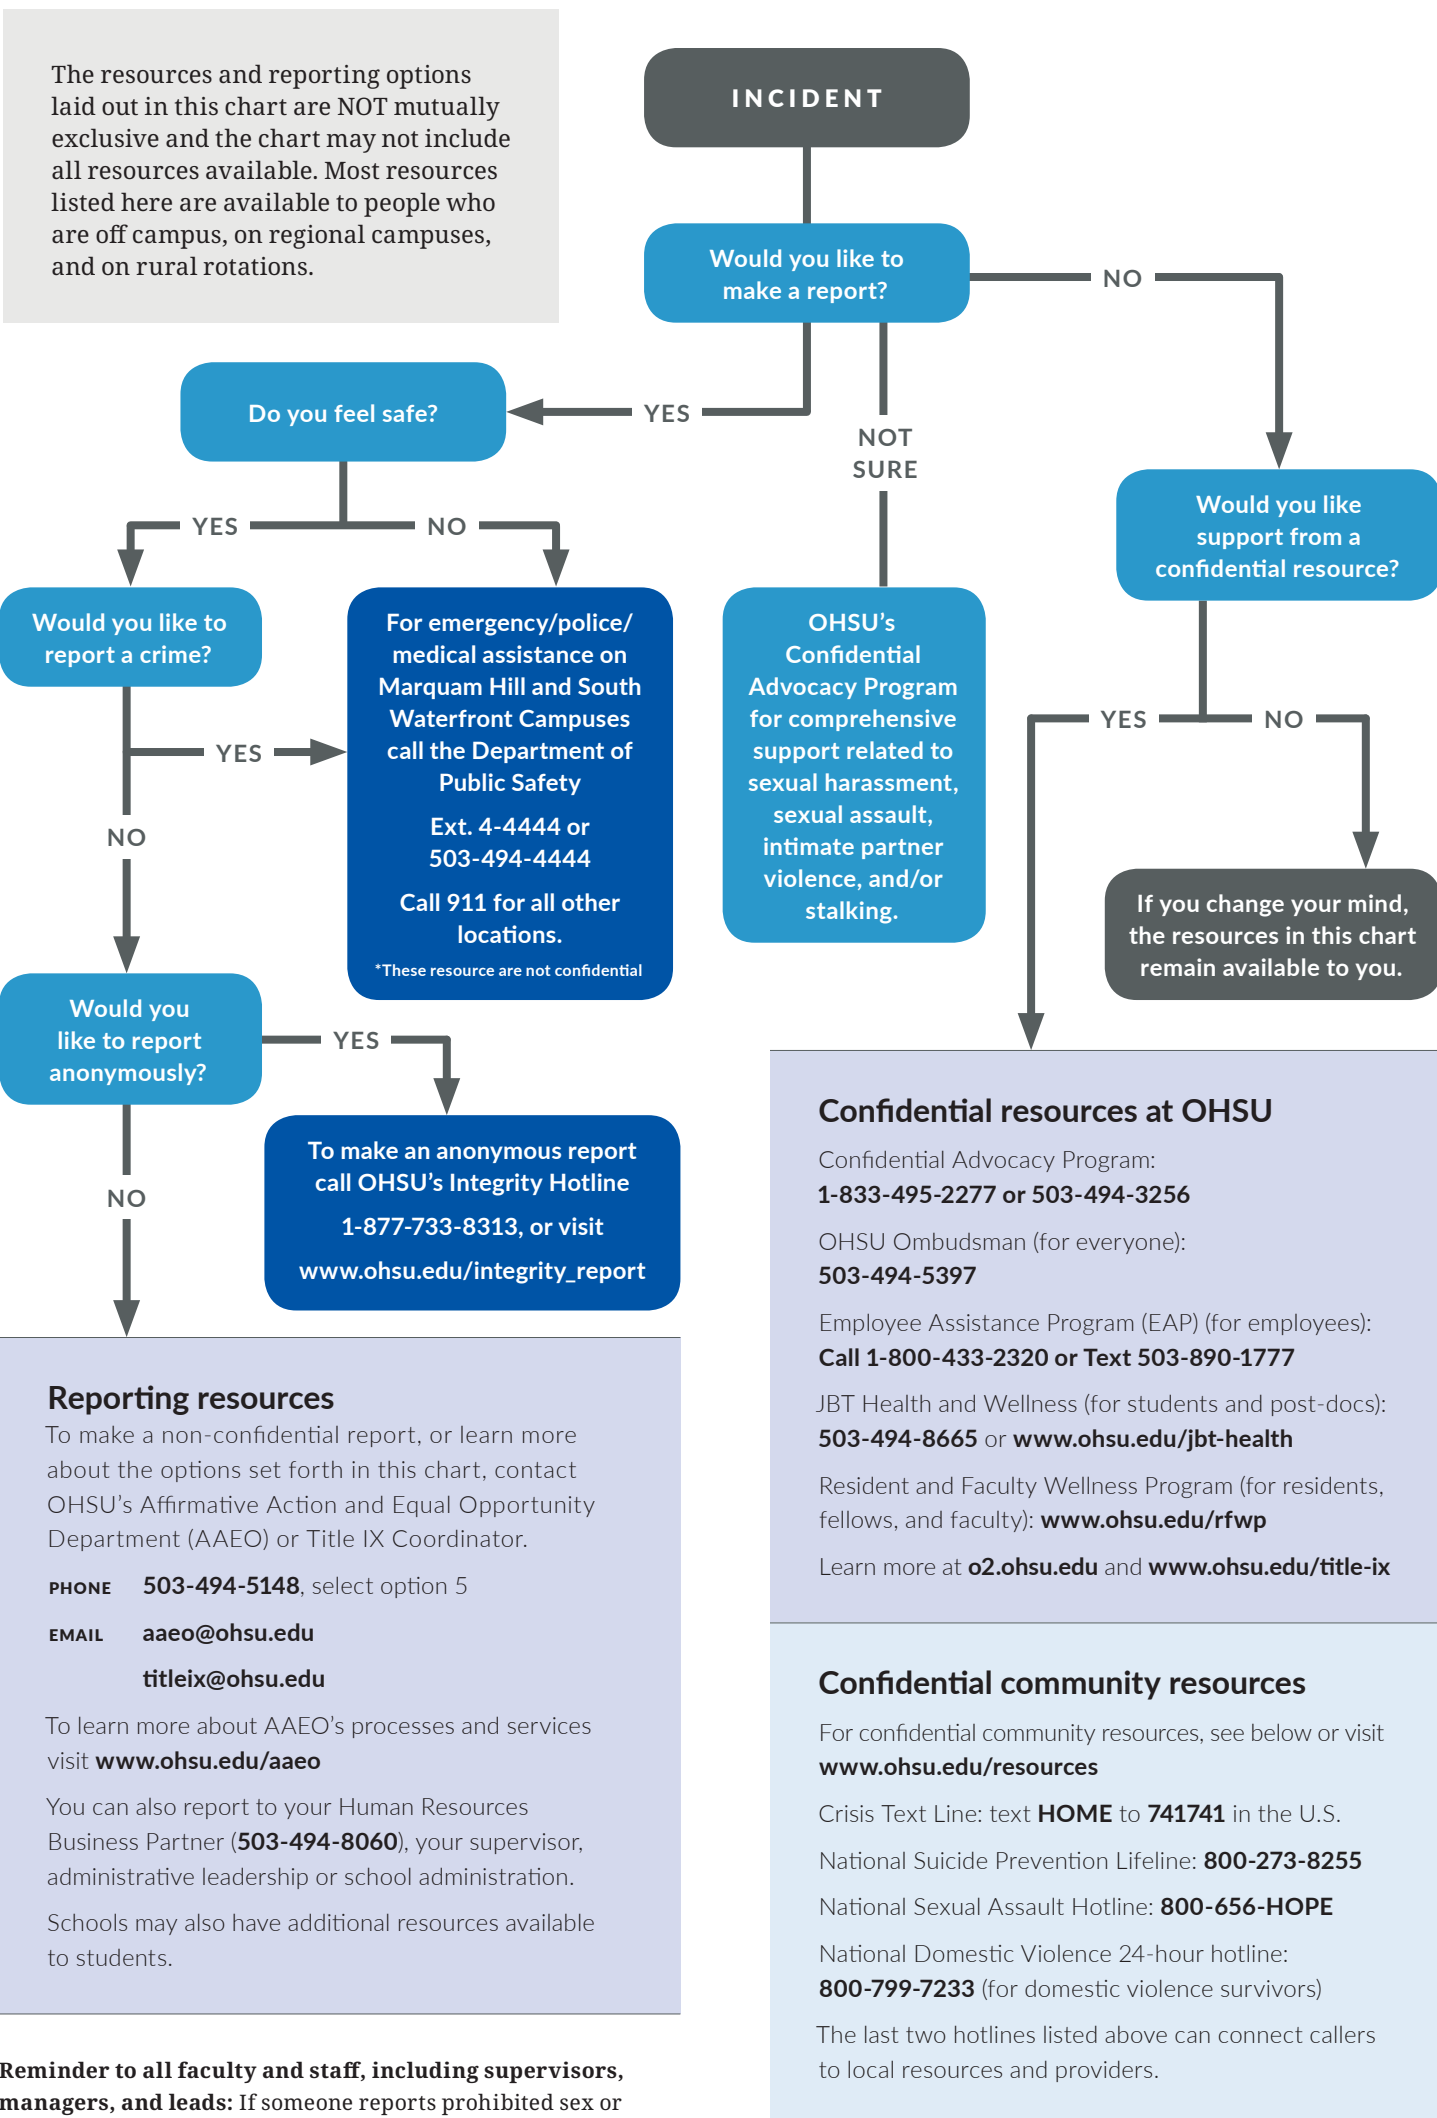 The resources and reporting options
laid out in this chart are NOT mutually
exclusive and the chart may not include
all resources available. Most resources
listed here are available to people who
are off campus, on regional campuses,
and on rural rotations.
INCIDENT
Would you like to
make a report?
NO
YES
NOT
SURE
Do you feel safe?
YES
NO
Would you like to
report a crime?
YES
NO
For emergency/police/
medical assistance on
Marquam Hill and South
Waterfront Campuses
call the Department of
Public Safety
Ext. 4-4444 or
503-494-4444
Call 911 for all other
locations.
*These resource are not confidential
OHSU's
Confidential
Advocacy Program
for comprehensive
support related to
sexual harassment,
sexual assault,
intimate partner
violence, and/or
stalking.
Would you like
support from a
confidential resource?
YES
NO
If you change your mind,
the resources in this chart
remain available to you.
Would you
like to report
anonymously?
YES
NO
To make an anonymous report
call OHSU's Integrity Hotline
1-877-733-8313, or visit
www.ohsu.edu/integrity_report
Reporting resources
To make a non-confidential report, or learn more
about the options set forth in this chart, contact
OHSU's Affirmative Action and Equal Opportunity
Department (AAEO) or Title IX Coordinator.
PHONE 503-494-5148, select option 5
EMAIL aaeo@ohsu.edu
titleix@ohsu.edu
To learn more about AAEO's processes and services
visit www.ohsu.edu/aaeo
You can also report to your Human Resources
Business Partner (503-494-8060), your supervisor,
administrative leadership or school administration.
Schools may also have additional resources available
to students.
Reminder to all faculty and staff, including supervisors,
managers, and leads: If someone reports prohibited sex or
Confidential resources at OHSU
Confidential Advocacy Program:
1-833-495-2277 or 503-494-3256
OHSU Ombudsman (for everyone):
503-494-5397
Employee Assistance Program (EAP) (for employees):
Call 1-800-433-2320 or Text 503-890-1777
JBT Health and Wellness (for students and post-docs):
503-494-8665 or www.ohsu.edu/jbt-health
Resident and Faculty Wellness Program (for residents,
fellows, and faculty): www.ohsu.edu/rfwp
Learn more at o2.ohsu.edu and www.ohsu.edu/title-ix
Confidential community resources
For confidential community resources, see below or visit
www.ohsu.edu/resources
Crisis Text Line: text HOME to 741741 in the U.S.
National Suicide Prevention Lifeline: 800-273-8255
National Sexual Assault Hotline: 800-656-HOPE
National Domestic Violence 24-hour hotline:
800-799-7233 (for domestic violence survivors)
The last two hotlines listed above can connect callers
to local resources and providers.